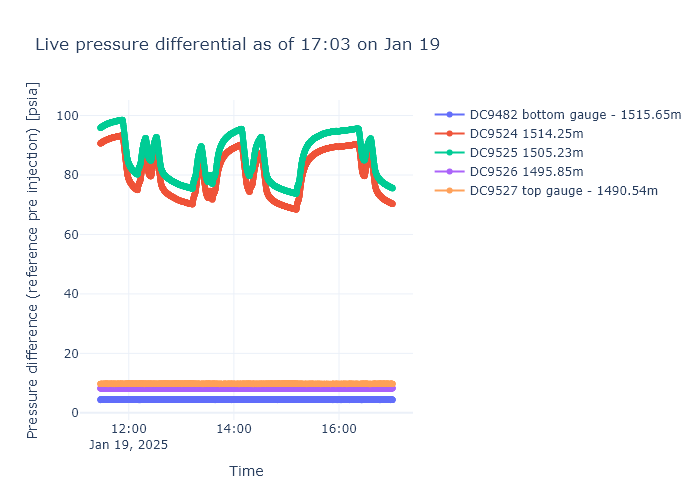 Live pressure differential as of 17:03 on Jan 19
Pressure difference (reference pre injection) [psia]
100
80
60
40
20
0
12:00
Jan 19, 2025
14:00
16:00
Time
DC9482 bottom gauge - 1515.65m
DC9524 1514.25m
DC9525 1505.23m
DC9526 1495.85m
DC9527 top gauge - 1490.54m